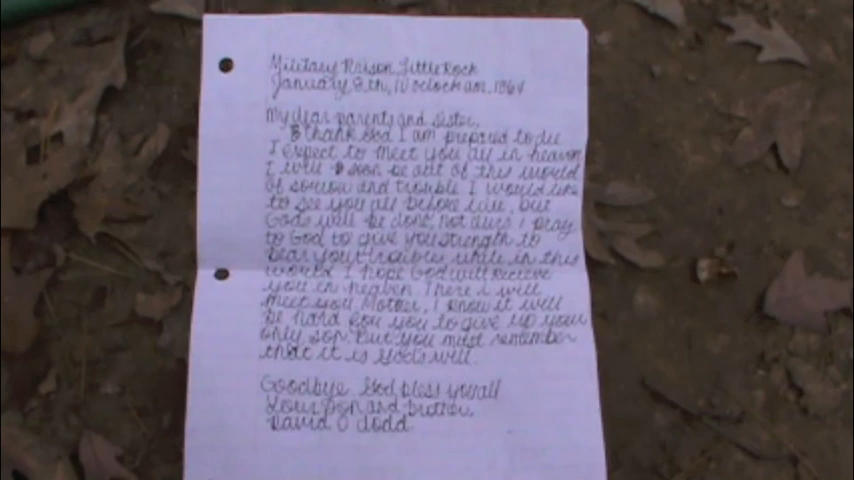 Military Prison Little Rock
January 8th, 10 oclock am, 1864
My dear parents and sister,
I thank God I am prepared to die
I expect to meet you all in heaven
I will soon be out of this world
of sorrow and trouble I would like
to see you all before I die, but
Gods will be done, not ours I pray
to God to give you strength to
bear your troubles while in this
world I hope God will recieve
you in heaven There I will
meet you Mother, I know it will
be hard for you to give up your
only son but you must remember
that it is Gods will.
Goodbye God bless you all
Your son and brother,
David O dodd